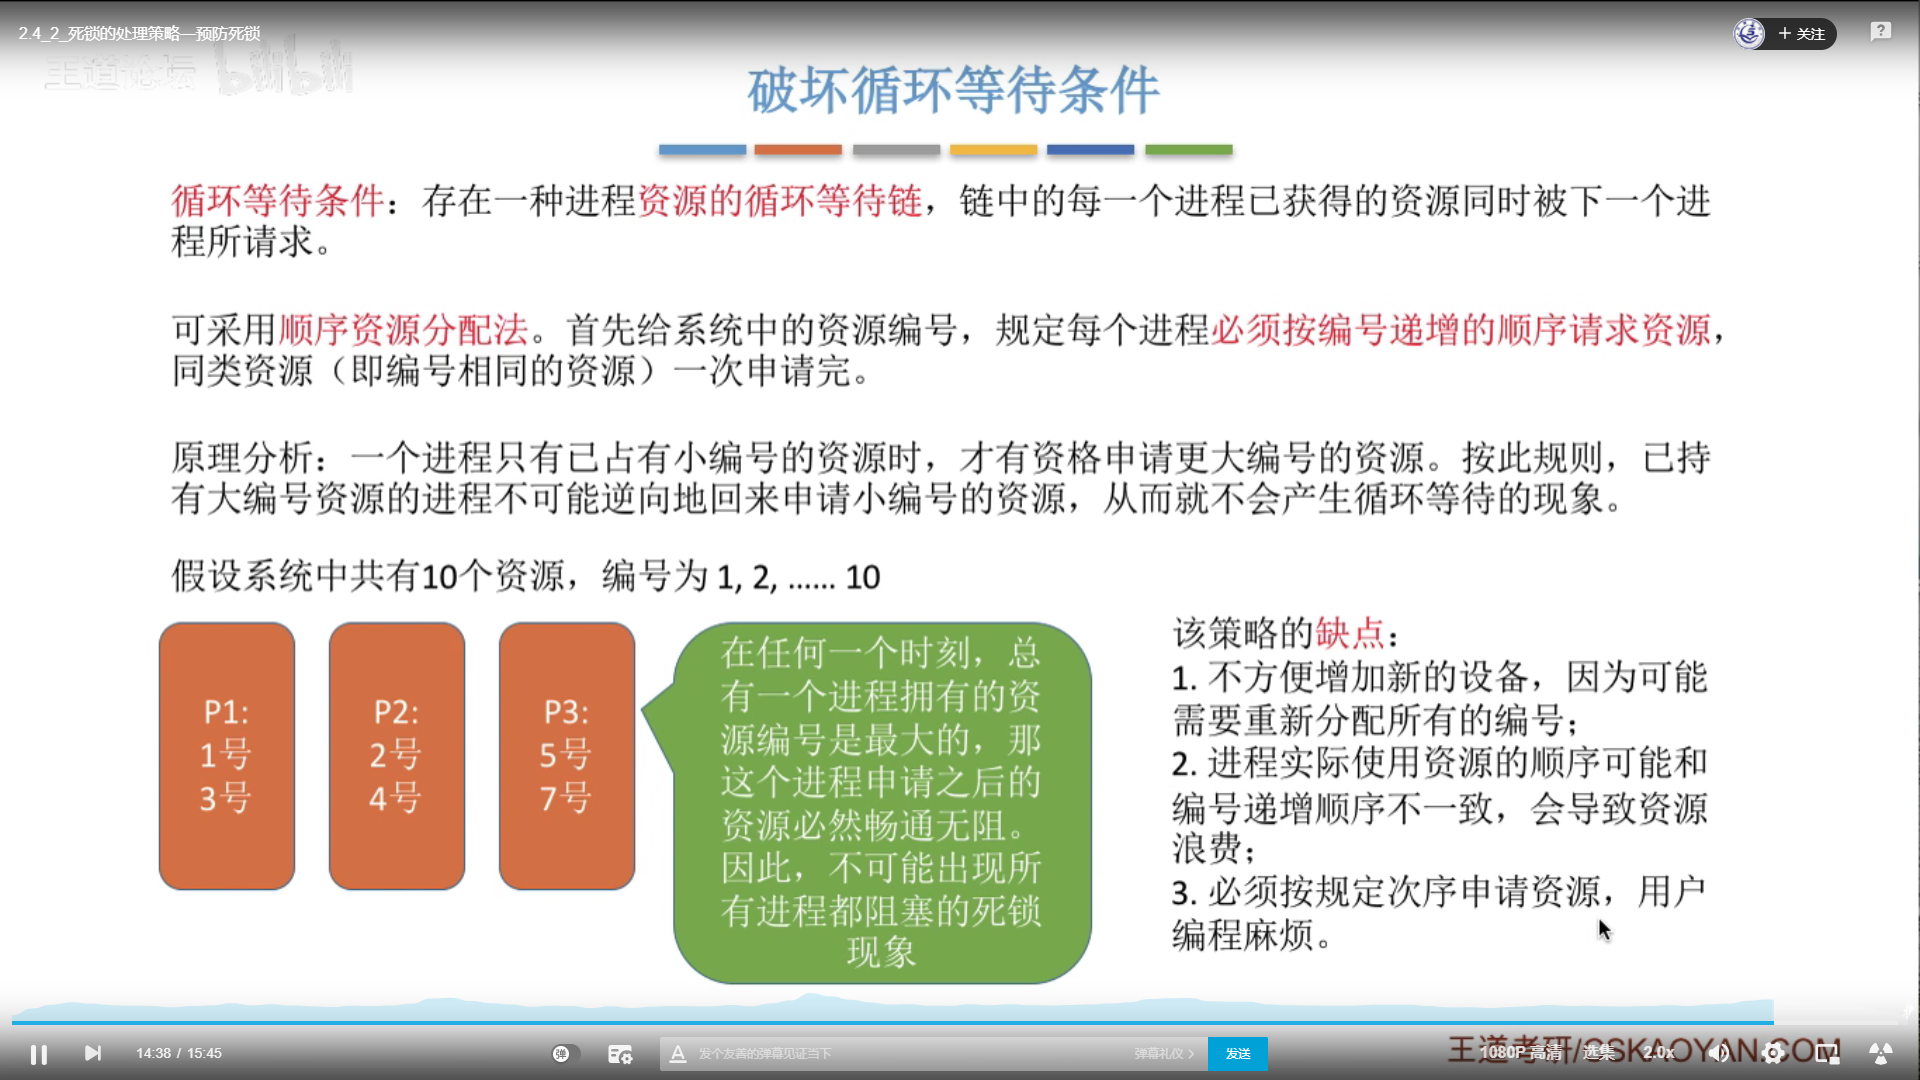 2.4_2_死锁的处理策略—预防死锁
王道论坛 bilibili
+ 关注
?
破坏循环等待条件
循环等待条件：存在一种进程资源的循环等待链，链中的每一个进程已获得的资源同时被下一个进
程所请求。
可采用顺序资源分配法。首先给系统中的资源编号，规定每个进程必须按编号递增的顺序请求资源，
同类资源（即编号相同的资源）一次申请完。
原理分析：一个进程只有已占有小编号的资源时，才有资格申请更大编号的资源。按此规则，已持
有大编号资源的进程不可能逆向地回来申请小编号的资源，从而就不会产生循环等待的现象。
假设系统中共有10个资源，编号为 1, 2, …… 10
P1:
1号
3号
P2:
2号
4号
P3:
5号
7号
在任何一个时刻，总
有一个进程拥有的资
源编号是最大的，那
这个进程申请之后的
资源必然畅通无阻。
因此，不可能出现所
有进程都阻塞的死锁
现象
该策略的缺点：
1. 不方便增加新的设备，因为可能
需要重新分配所有的编号；
2. 进程实际使用资源的顺序可能和
编号递增顺序不一致，会导致资源
浪费；
3. 必须按规定次序申请资源，用户
编程麻烦。
14:38 / 15:45
弹
A 发个友善的弹幕见证当下
弹幕礼仪 >
发送
王道考研/CSKAOYAN.COM
1080P 高清
选集
2.0x